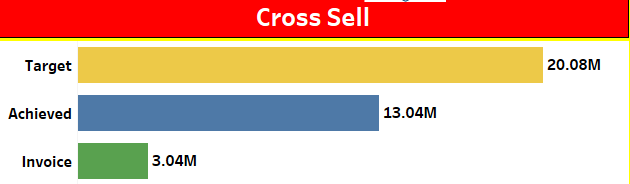 Cross Sell
Target 20.08M
Achieved 13.04M
Invoice 3.04M